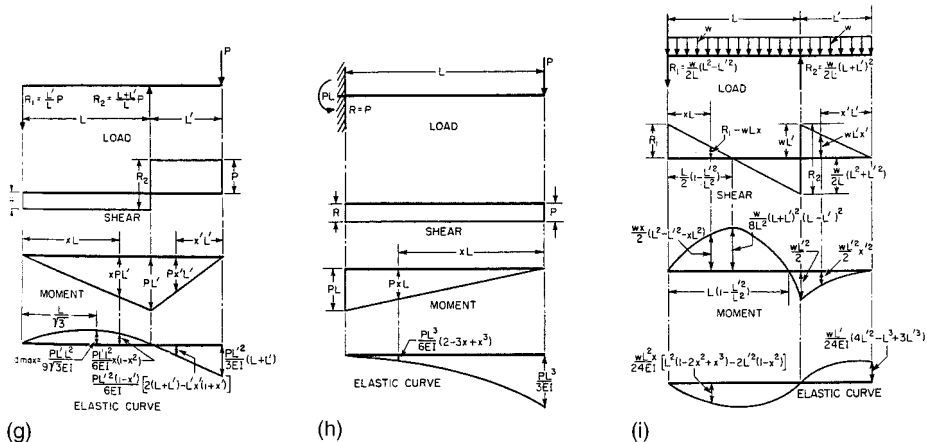 P
R₁ = L'/L P
R₂ = L+L'/L P
L
L'
LOAD
R₂
P
SHEAR
xL
x'L'
xPL'
PL'
Px'L'
MOMENT
L/√3
dmax = PL'L²/9√3EI
PL'L²/6EI x(1-x²)
PL'²/3EI (L+L')
PL'²(1-x')/6EI [2(L+L')-L'x'(1+x')]
ELASTIC CURVE
(g)
P
L
PL
R=P
LOAD
R
P
SHEAR
xL
PL
PxL
MOMENT
PL³/6EI (2-3x+x³)
PL³/3EI
ELASTIC CURVE
(h)
L
L'
w
w
R₁ = w/2L (L²-L'²)
R₂ = w/2L (L+L')²
LOAD
xL
x'L'
R₁-wLx
R₁
wL'
wL'x'
L/2 (1-L'²/L²)
R₂
w/2L (L²+L'²)
SHEAR
w/8L² (L+L')² (L-L')²
wx/2 (L²-L'²-xL²)
wL'²/2
wL'²/2 x'²
L(1-L'²/L²)
MOMENT
wL'/24EI (4L'²-L³+3L'³)
wL²x/24EI [L²(1-2x²+x³)-2L'²(1-x²)]
ELASTIC CURVE
(i)